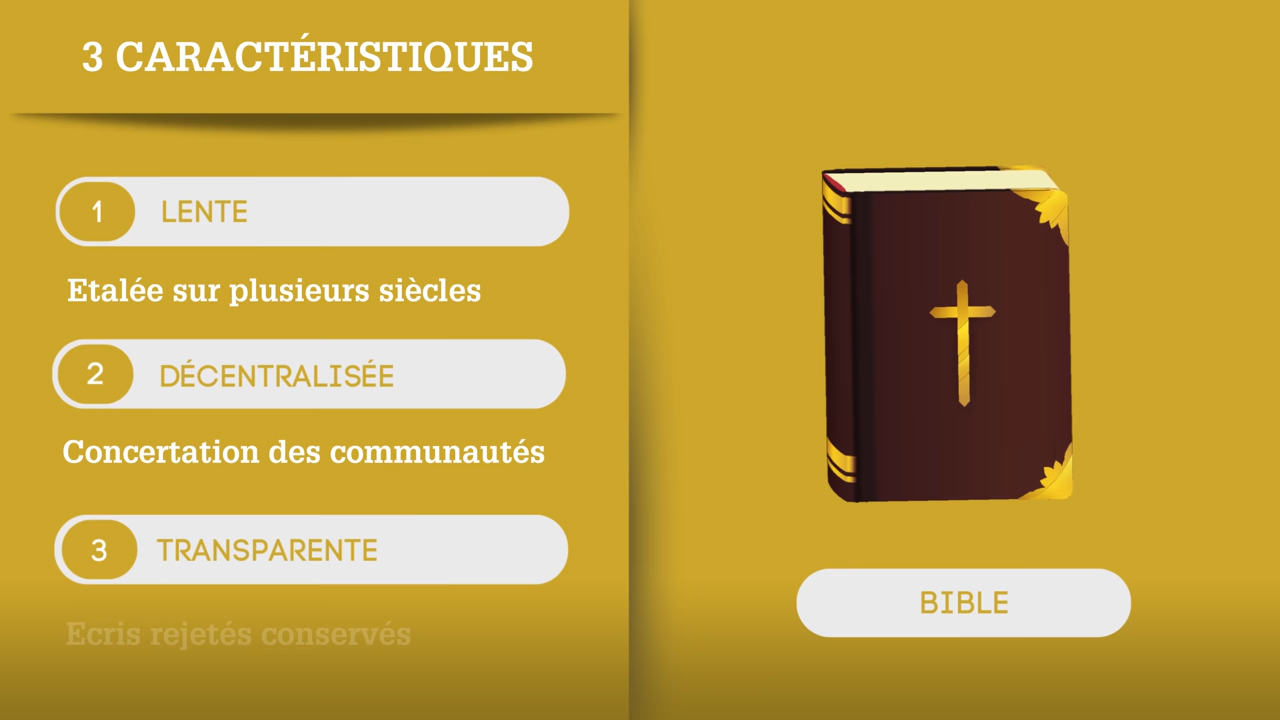 3 CARACTÉRISTIQUES
1 LENTE
Etalée sur plusieurs siècles
2 DÉCENTRALISÉE
Concertation des communautés
3 TRANSPARENTE
Ecris rejetés conservés
BIBLE